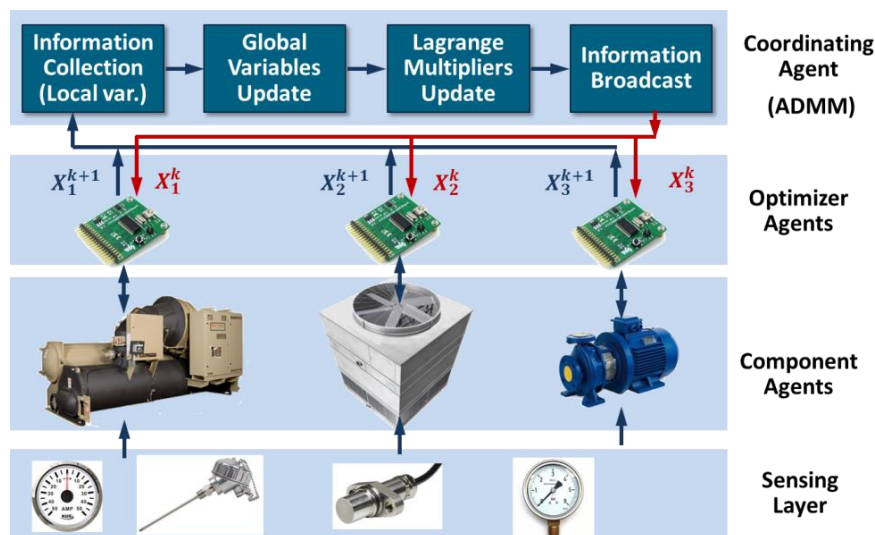 Information
Collection
(Local var.)
Global
Variables
Update
Lagrange
Multipliers
Update
Information
Broadcast
Coordinating
Agent
(ADMM)
X_1^{k+1}
X_1^k
X_2^{k+1}
X_2^k
X_3^{k+1}
X_3^k
Optimizer
Agents
Component
Agents
AMP
Sensing
Layer